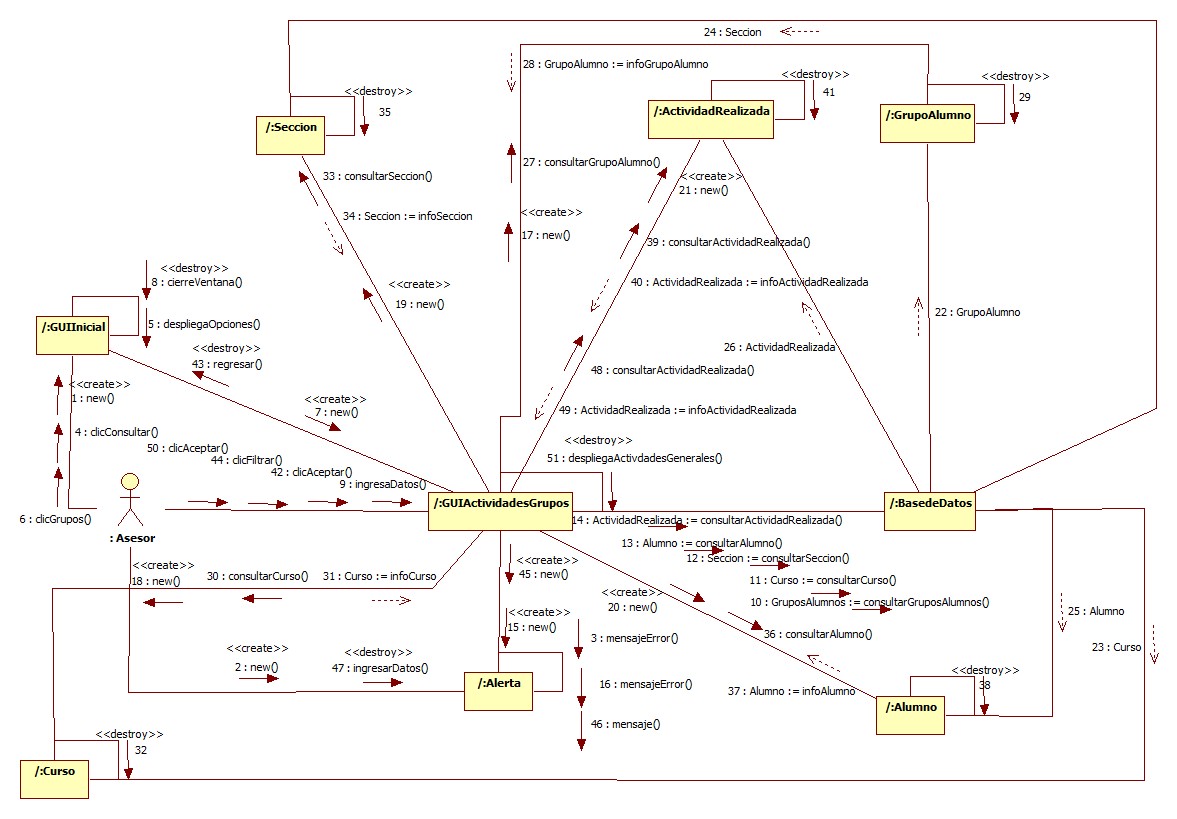 24 : Seccion
28 : GrupoAlumno := infoGrupoAlumno
<<destroy>>
41
<<destroy>>
29
<<destroy>>
35
/:Seccion
/:ActividadRealizada
/:GrupoAlumno
27 : consultarGrupoAlumno()
33 : consultarSeccion()
<<create>>
21 : new()
34 : Seccion := infoSeccion
<<create>>
17 : new()
39 : consultarActividadRealizada()
<<destroy>>
8 : cierreVentana()
<<create>>
19 : new()
40 : ActividadRealizada := infoActividadRealizada
22 : GrupoAlumno
/:GUIInicial
5 : despliegaOpciones()
26 : ActividadRealizada
<<destroy>>
43 : regresar()
48 : consultarActividadRealizada()
<<create>>
1 : new()
<<create>>
7 : new()
49 : ActividadRealizada := infoActividadRealizada
4 : clicConsultar()
50 : clicAceptar()
44 : clicFiltrar()
42 : clicAceptar()
9 : ingresaDatos()
<<destroy>>
51 : despliegaActivdadesGenerales()
6 : clicGrupos()
: Asesor
/:GUIActividadesGrupos
/:BasedeDatos
14 : ActividadRealizada := consultarActividadRealizada()
13 : Alumno := consultarAlumno()
12 : Seccion := consultarSeccion()
11 : Curso := consultarCurso()
10 : GruposAlumnos := consultarGruposAlumnos()
<<create>>
18 : new()
30 : consultarCurso()
31 : Curso := infoCurso
<<create>>
45 : new()
<<create>>
20 : new()
25 : Alumno
<<create>>
15 : new()
3 : mensajeError()
36 : consultarAlumno()
23 : Curso
<<create>>
2 : new()
<<destroy>>
47 : ingresarDatos()
/:Alerta
16 : mensajeError()
37 : Alumno := infoAlumno
<<destroy>>
38
/:Alumno
46 : mensaje()
<<destroy>>
32
/:Curso